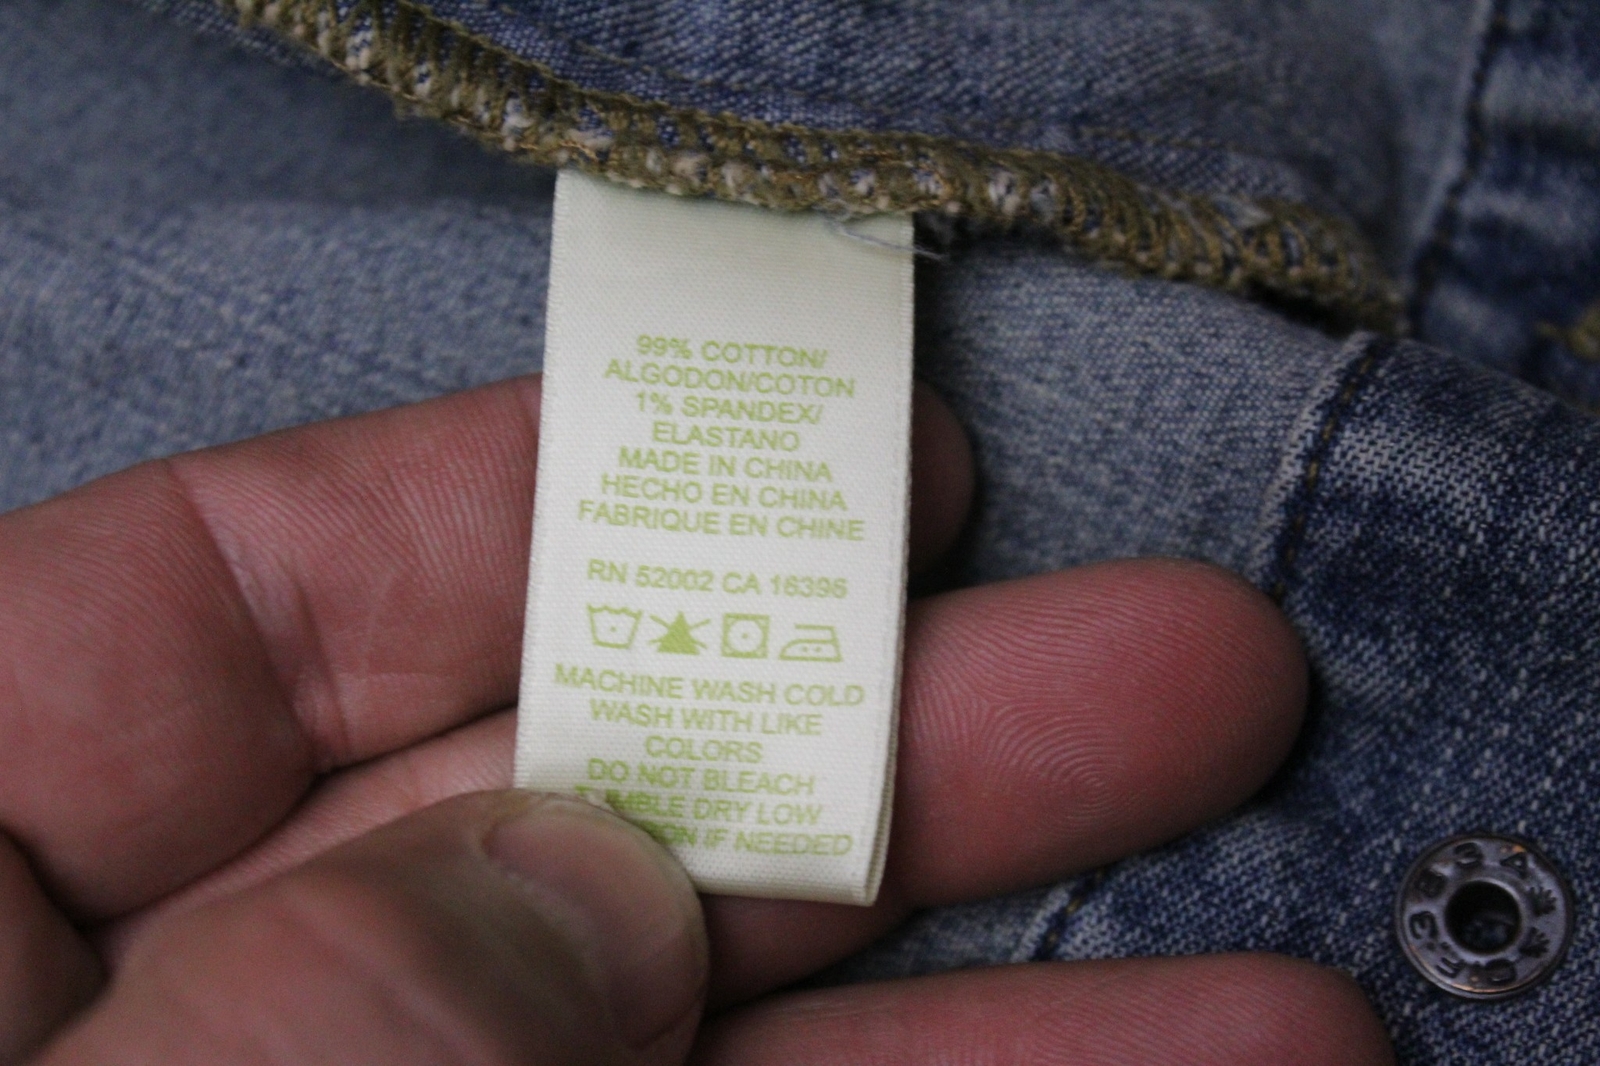 99% COTTON/
ALGODON/COTON
1% SPANDEX/
ELASTANO
MADE IN CHINA
HECHO EN CHINA
FABRIQUE EN CHINE
RN 52002 CA 16396
MACHINE WASH COLD
WASH WITH LIKE
COLORS
DO NOT BLEACH
TUMBLE DRY LOW
IF NEEDED